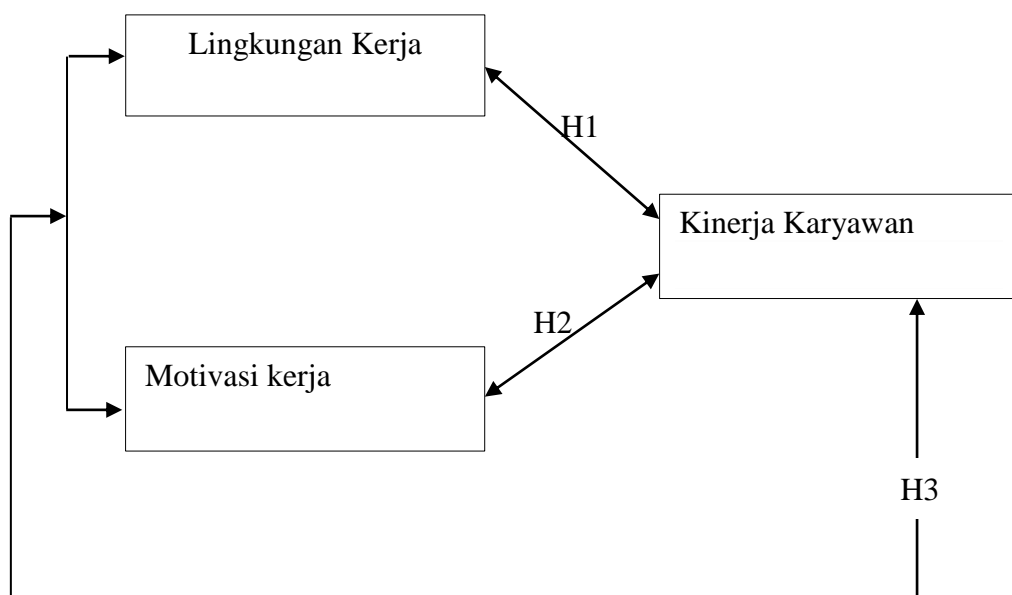 Lingkungan Kerja
H1
Kinerja Karyawan
H2
Motivasi kerja
H3